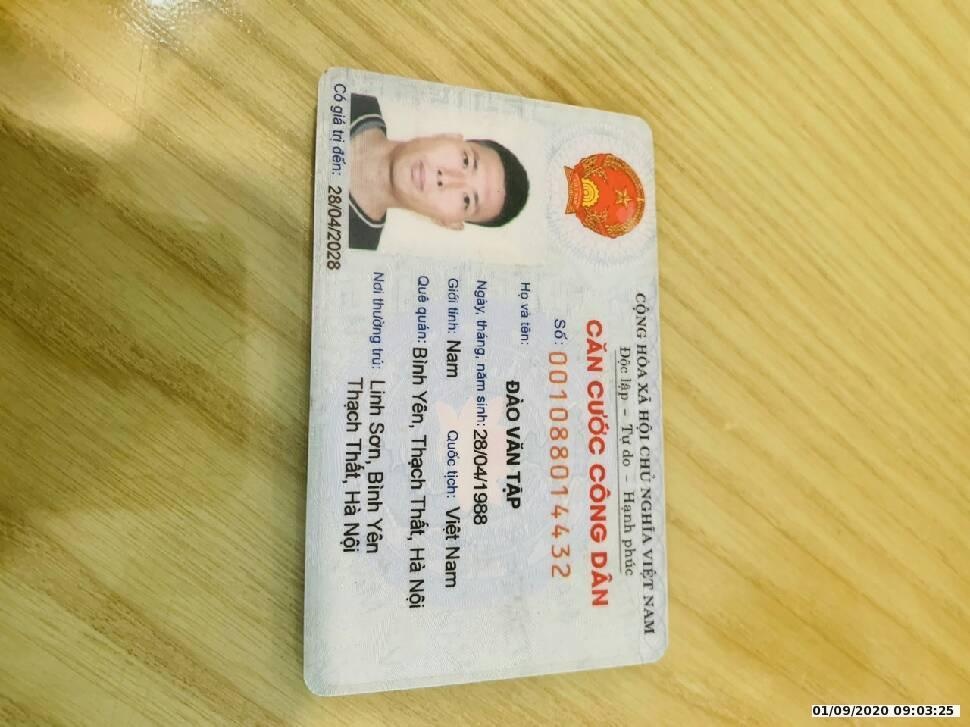 CỘNG HÒA XÃ HỘI CHỦ NGHĨA VIỆT NAM
Độc lập – Tự do – Hạnh phúc
CĂN CƯỚC CÔNG DÂN
Số: 001088014432
Họ và tên:
ĐÀO VĂN TẬP
Ngày, tháng, năm sinh: 28/04/1988
Giới tính: Nam Quốc tịch: Việt Nam
Quê quán: Bình Yên, Thạch Thất, Hà Nội
Nơi thường trú: Linh Sơn, Bình Yên
Thạch Thất, Hà Nội
Có giá trị đến: 28/04/2028
01/09/2020 09:03:25